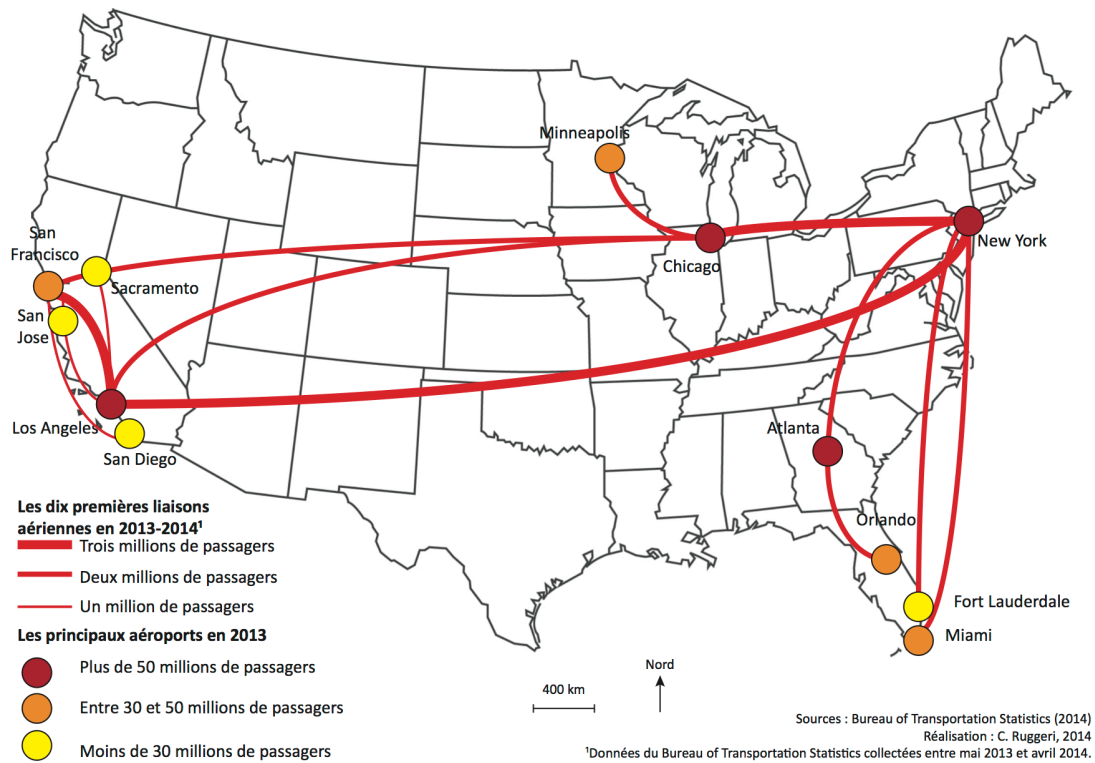 Minneapolis
San
Francisco
New York
Chicago
Sacramento
San
Jose
Los Angeles
Atlanta
San Diego
Orlando
Fort Lauderdale
Miami
Les dix premières liaisons
aériennes en 2013-2014¹
Trois millions de passagers
Deux millions de passagers
Un million de passagers
Les principaux aéroports en 2013
Plus de 50 millions de passagers
Entre 30 et 50 millions de passagers
Moins de 30 millions de passagers
Nord
400 km
Sources : Bureau of Transportation Statistics (2014)
Réalisation : C. Ruggeri, 2014
¹Données du Bureau of Transportation Statistics collectées entre mai 2013 et avril 2014.